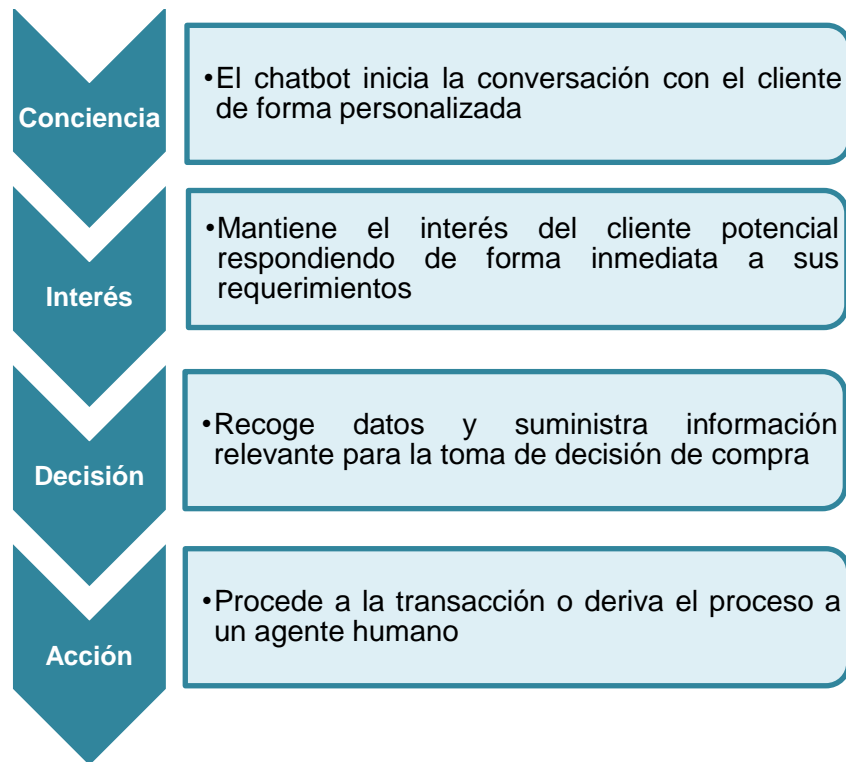 Conciencia
•El chatbot inicia la conversación con el cliente
de forma personalizada
Interés
•Mantiene el interés del cliente potencial
respondiendo de forma inmediata a sus
requerimientos
Decisión
•Recoge datos y suministra información
relevante para la toma de decisión de compra
Acción
•Procede a la transacción o deriva el proceso a
un agente humano